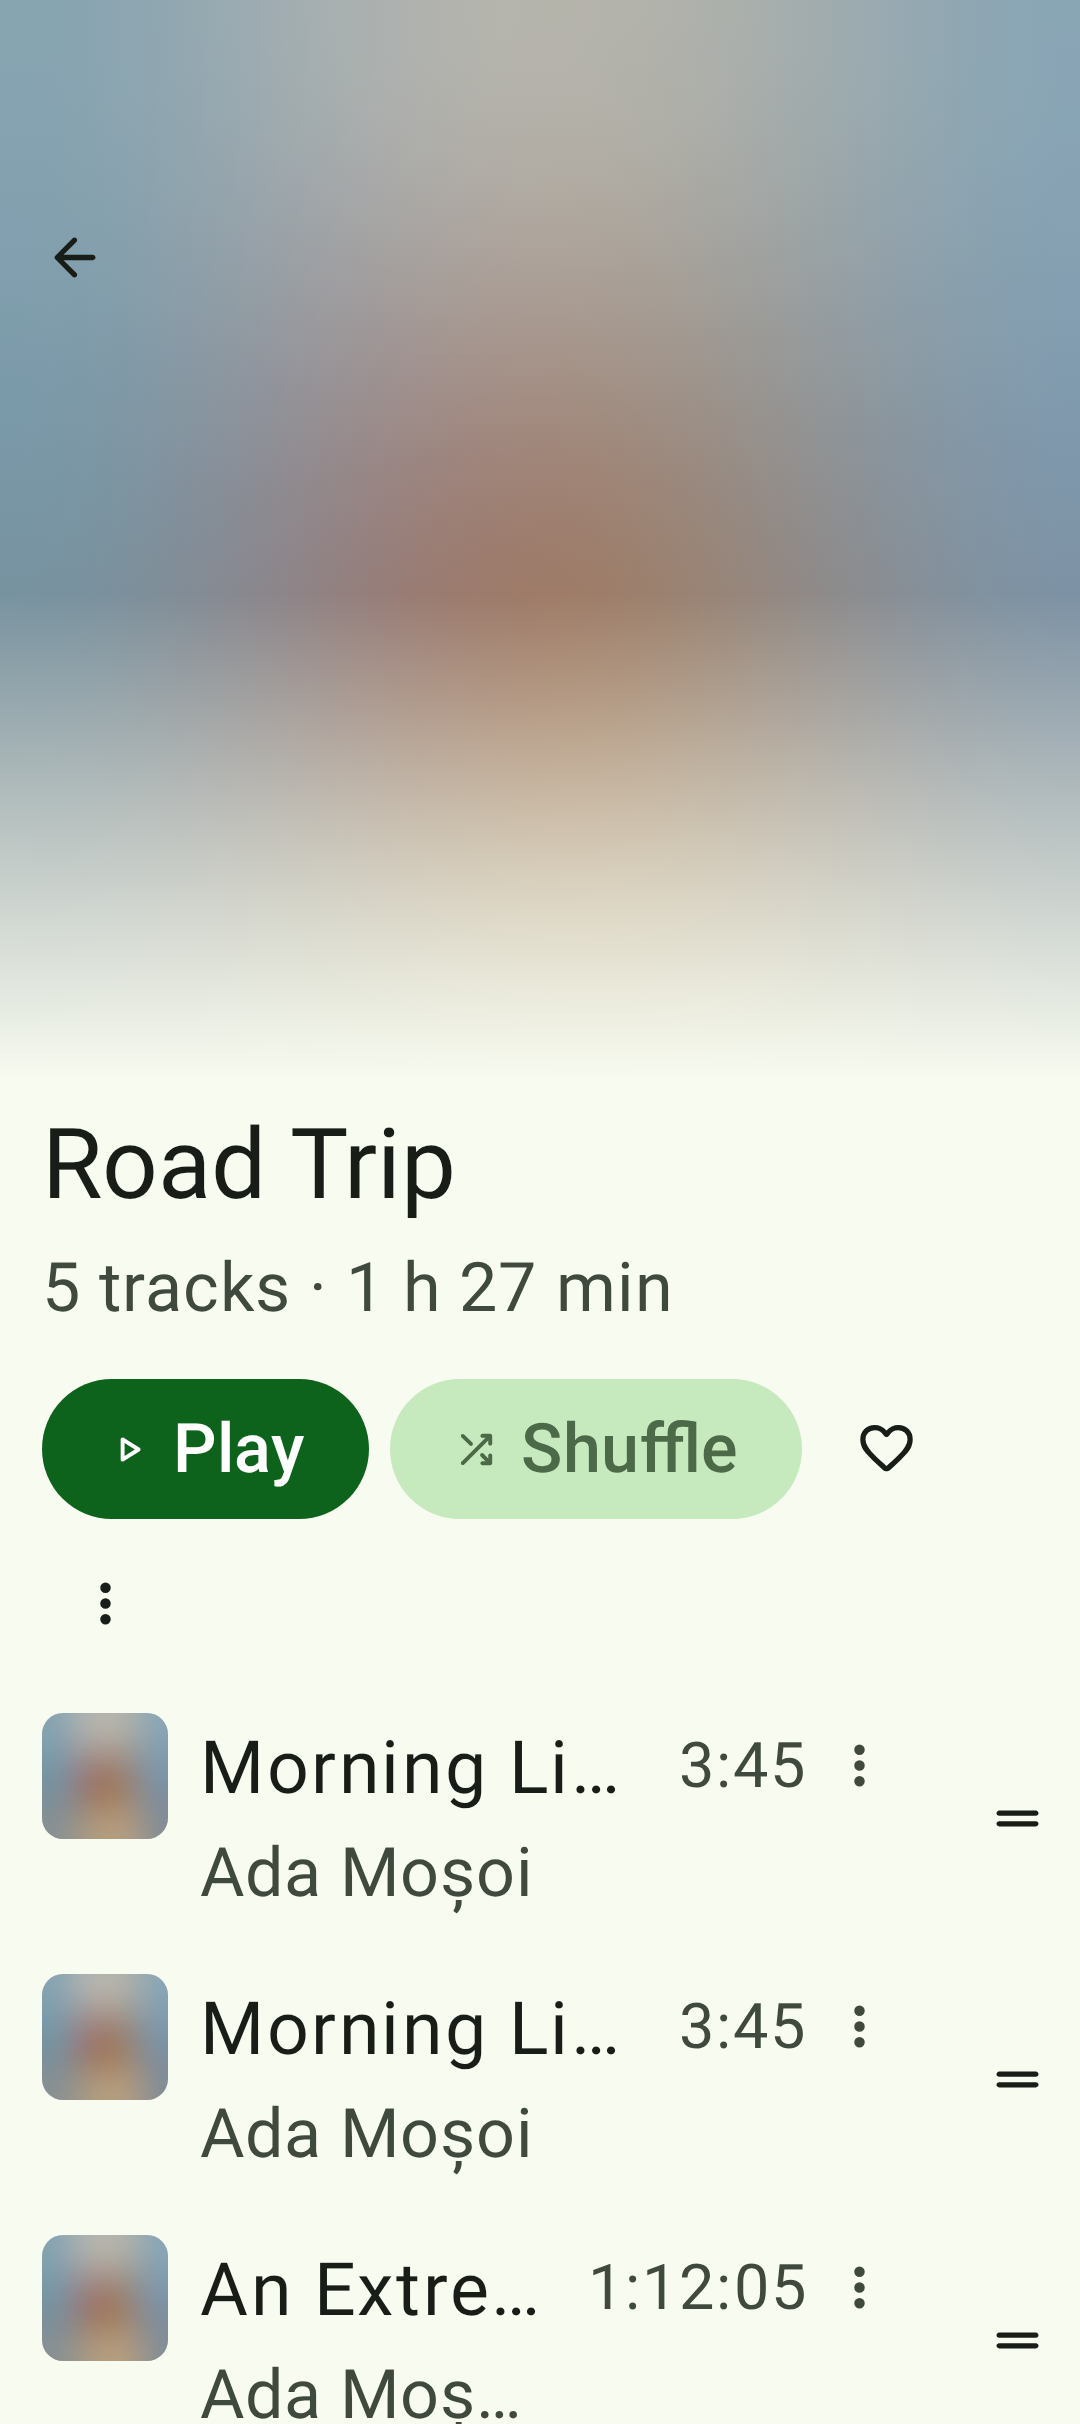 Road Trip
5 tracks · 1 h 27 min
Play
Shuffle
Morning Li… 3:45
Ada Moșoi
Morning Li… 3:45
Ada Moșoi
An Extre… 1:12:05
Ada Moș…